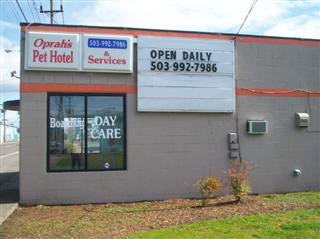 Oprah's
Pet Hotel
503-992-7986
&
Services
OPEN DAILY
503-992-7986
Boarding
DAY
CARE